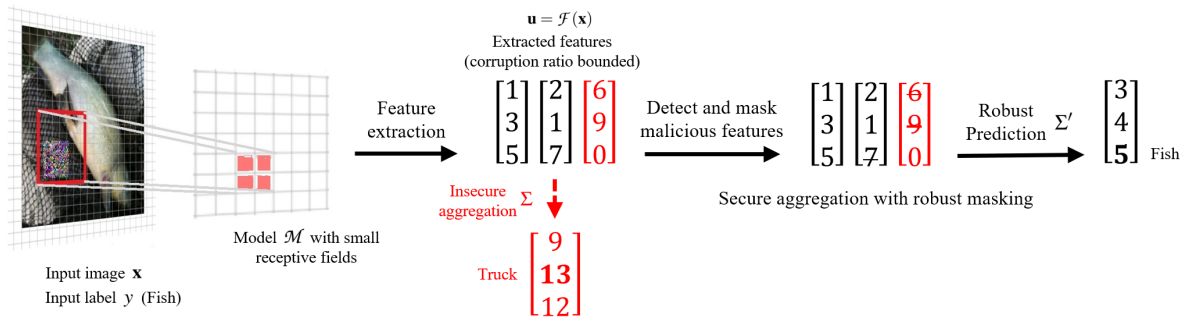 u = F(x)
Extracted features
(corruption ratio bounded)
1 2 6
3 1 9
5 7 0
Feature
extraction
Detect and mask
malicious features
1 2 6
3 1 9
5 7 0
Robust
Prediction Σ′
3
4
5 Fish
Insecure
aggregation Σ
Secure aggregation with robust masking
Model M with small
receptive fields
Truck
9
13
12
Input image x
Input label y (Fish)